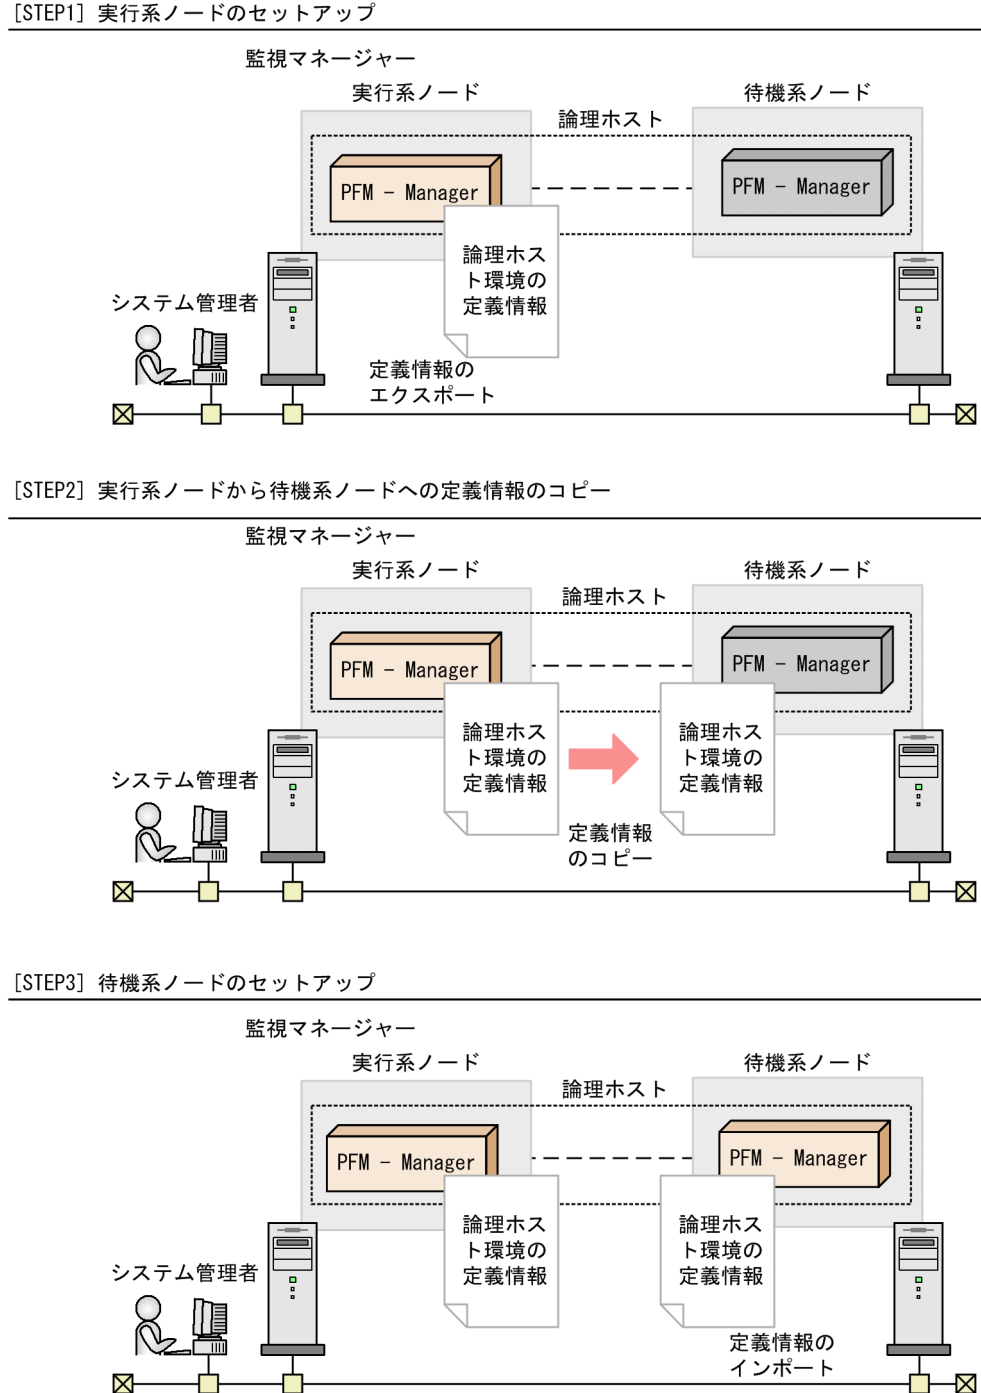 [STEP1] 実行系ノードのセットアップ
監視マネージャー
実行系ノード
待機系ノード
論理ホスト
PFM － Manager
PFM － Manager
論理ホス
ト環境の
定義情報
システム管理者
定義情報の
エクスポート
[STEP2] 実行系ノードから待機系ノードへの定義情報のコピー
監視マネージャー
実行系ノード
待機系ノード
論理ホスト
PFM － Manager
PFM － Manager
論理ホス
ト環境の
定義情報
論理ホス
ト環境の
定義情報
システム管理者
定義情報
のコピー
[STEP3] 待機系ノードのセットアップ
監視マネージャー
実行系ノード
待機系ノード
論理ホスト
PFM － Manager
PFM － Manager
論理ホス
ト環境の
定義情報
論理ホス
ト環境の
定義情報
システム管理者
定義情報の
インポート